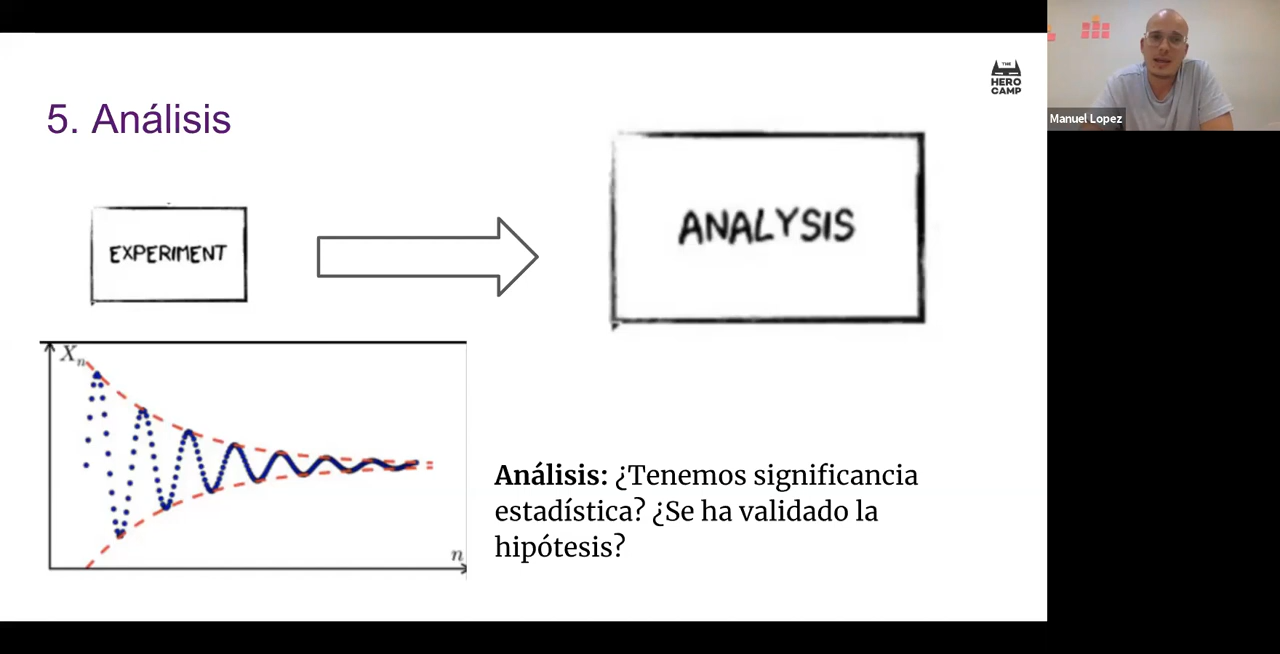 5. Análisis
THE
HERO
CAMP
Manuel Lopez
EXPERIMENT
ANALYSIS
Xn
n
Análisis: ¿Tenemos significancia
estadística? ¿Se ha validado la
hipótesis?